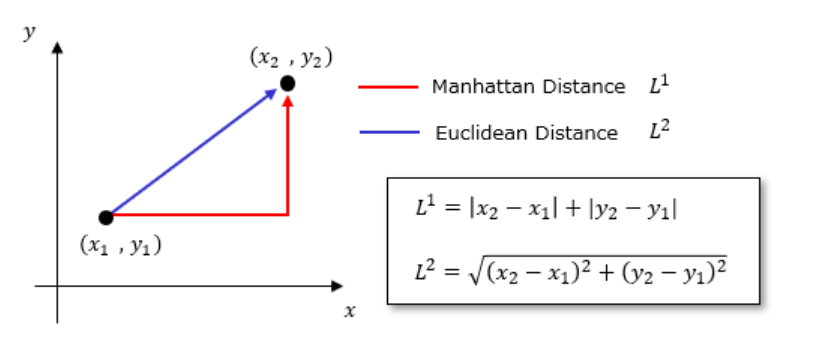 y
(x₂ , y₂)
Manhattan Distance L¹
Euclidean Distance L²
L¹ = |x₂ − x₁| + |y₂ − y₁|
(x₁ , y₁)
L² = √((x₂ − x₁)² + (y₂ − y₁)²)
x